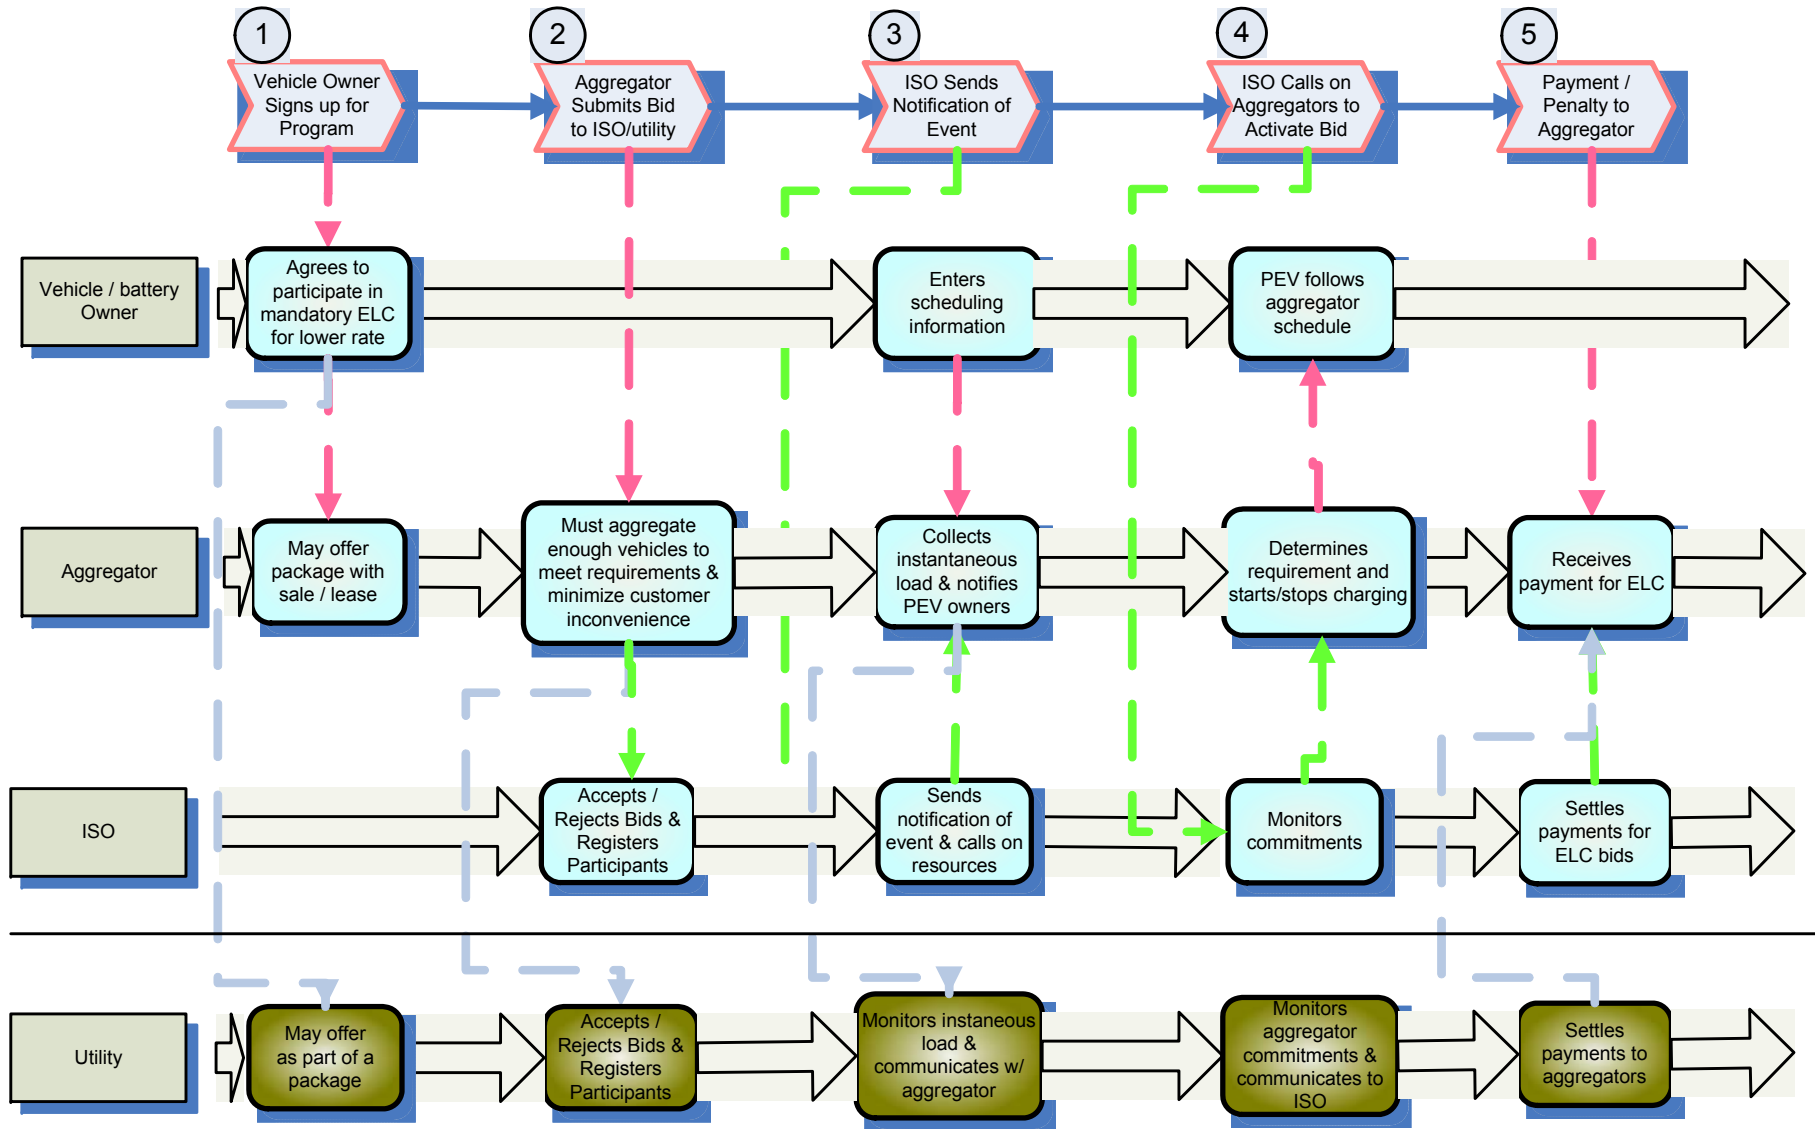 1
2
3
4
5
Vehicle Owner
Signs up for
Program
Aggregator
Submits Bid
to ISO/utility
ISO Sends
Notification of
Event
ISO Calls on
Aggregators to
Activate Bid
Payment /
Penalty to
Aggregator
Vehicle / battery
Owner
Agrees to
participate in
mandatory ELC
for lower rate
Enters
scheduling
information
PEV follows
aggregator
schedule
Aggregator
May offer
package with
sale / lease
Must aggregate
enough vehicles to
meet requirements &
minimize customer
inconvenience
Collects
instantaneous
load & notifies
PEV owners
Determines
requirement and
starts/stops charging
Receives
payment for ELC
ISO
Accepts /
Rejects Bids &
Registers
Participants
Sends
notification of
event & calls on
resources
Monitors
commitments
Settles
payments for
ELC bids
Utility
May offer
as part of a
package
Accepts /
Rejects Bids &
Registers
Participants
Monitors instaneous
load &
communicates w/
aggregator
Monitors
aggregator
commitments &
communicates to
ISO
Settles
payments to
aggregators